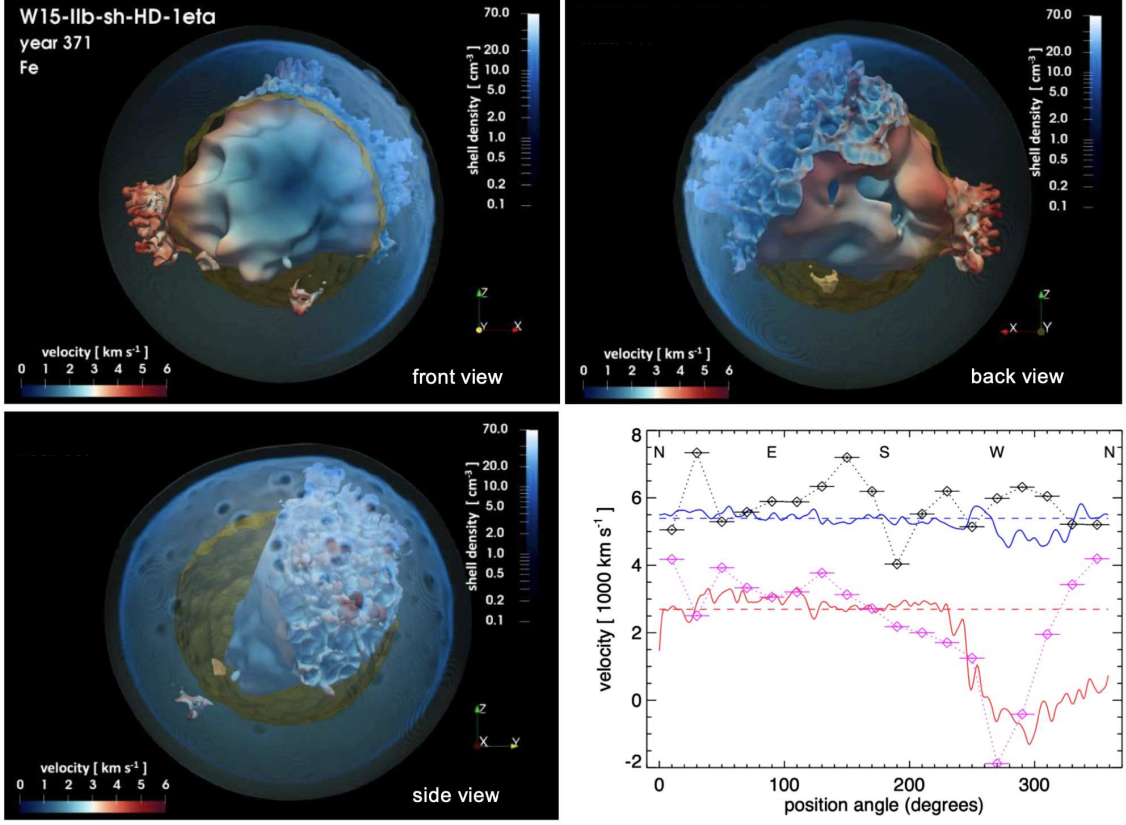 W15-IIb-sh-HD-1eta
year 371
Fe
70.0
20.0
10.0
5.0
2.0
1.0
0.5
0.2
0.1
shell density [ cm⁻³ ]
Z
Y
X
velocity [ km s⁻¹ ]
0 1 2 3 4 5 6
front view
70.0
20.0
10.0
5.0
2.0
1.0
0.5
0.2
0.1
shell density [ cm⁻³ ]
Z
X
Y
velocity [ km s⁻¹ ]
0 1 2 3 4 5 6
back view
70.0
20.0
10.0
5.0
2.0
1.0
0.5
0.2
0.1
shell density [ cm⁻³ ]
Z
X
Y
velocity [ km s⁻¹ ]
0 1 2 3 4 5 6
side view
8
6
4
2
0
-2
velocity [ 1000 km s⁻¹ ]
N E S W N
0 100 200 300
position angle (degrees)